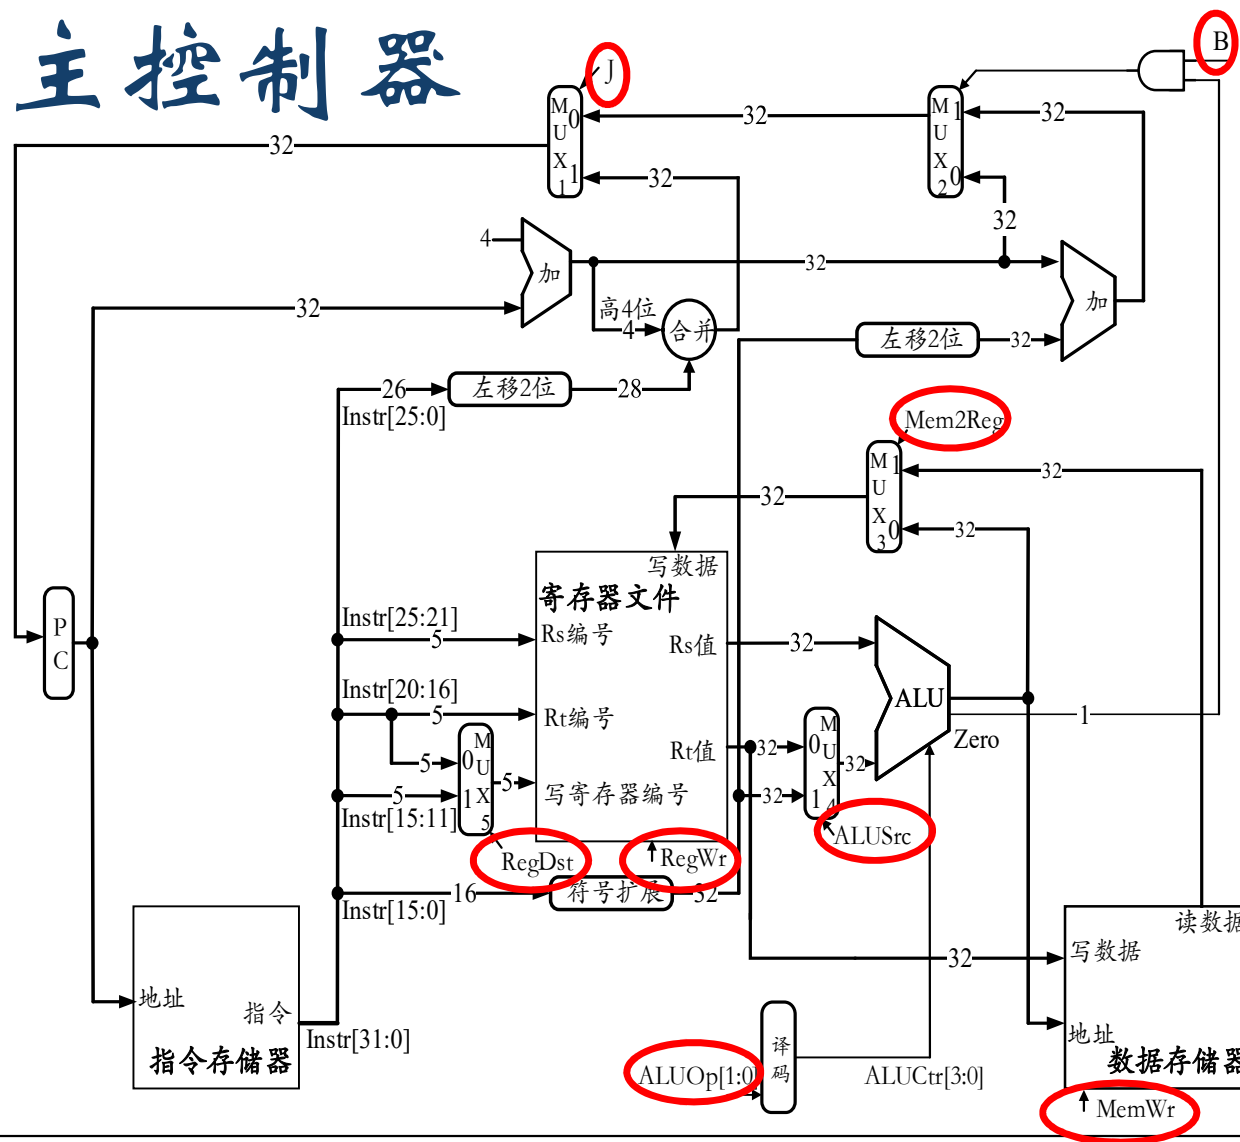 主控制器
J
B
M
U
X
1
0
1
M
U
X
2
1
0
32
32
32
32
32
4
加
32
加
32
高4位
4
合并
左移2位
32
26
左移2位
28
Instr[25:0]
Mem2Reg
M
U
X
3
1
0
32
32
32
写数据
寄存器文件
P
C
Instr[25:21]
5
Rs编号
Rs值
32
Instr[20:16]
5
Rt编号
ALU
1
Zero
Rt值
32
0
1
M
U
X
4
32
5
0
1
M
U
X
5
5
写寄存器编号
5
32
Instr[15:11]
ALUSrc
RegDst
RegWr
16
符号扩展
32
Instr[15:0]
读数据
写数据
32
地址
指令
地址
Instr[31:0]
指令存储器
译
码
数据存储器
ALUOp[1:0]
ALUCtr[3:0]
MemWr